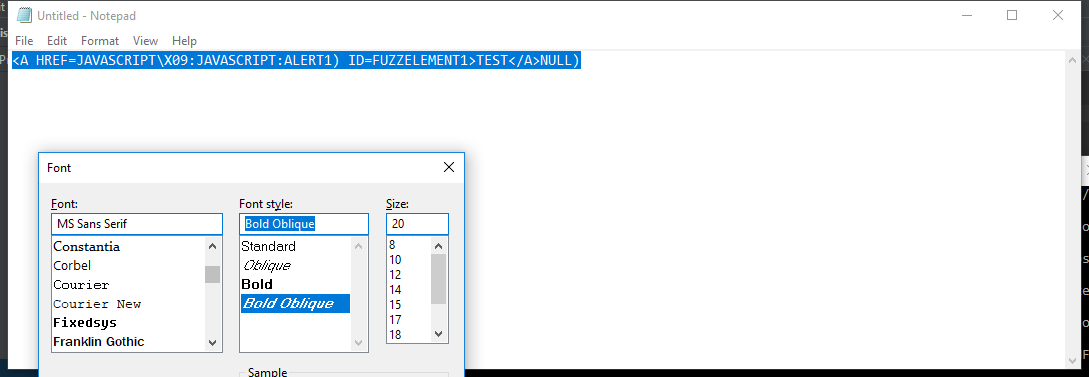 Untitled - Notepad
File Edit Format View Help
<A HREF=JAVASCRIPT\X09:JAVASCRIPT:ALERT1) ID=FUZZELEMENT1>TEST</A>NULL)
Font
Font: Font style: Size:
MS Sans Serif Bold Oblique 20
Constantia Standard 8
Corbel Oblique 10
Courier Bold 12
Courier New Bold Oblique 14
Fixedsys 15
Franklin Gothic 17
18
Sample